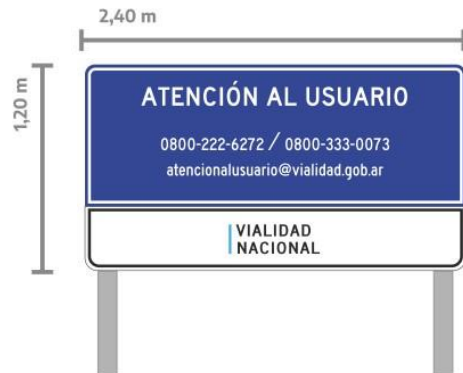 2,40 m
1,20 m
ATENCIÓN AL USUARIO
0800-222-6272 / 0800-333-0073
atencionalusuario@vialidad.gob.ar
VIALIDAD
NACIONAL